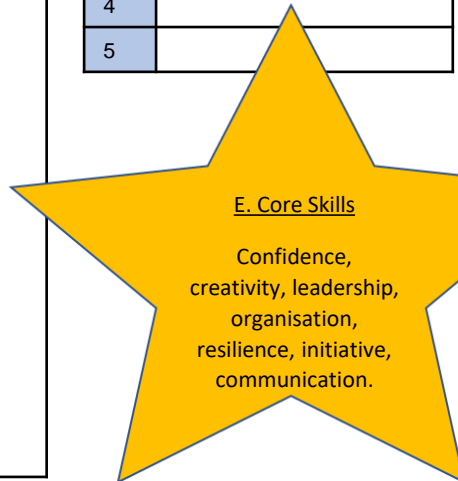 4
5
E. Core Skills
Confidence,
creativity, leadership,
organisation,
resilience, initiative,
communication.